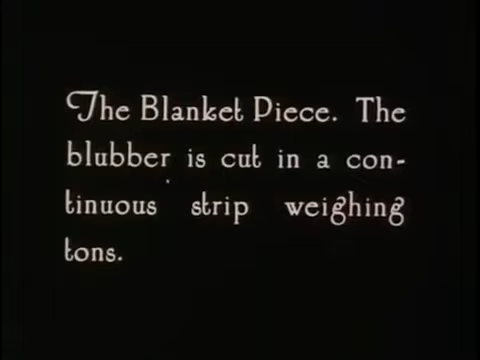 The Blanket Piece. The
blubber is cut in a con-
tinuous strip weighing
tons.